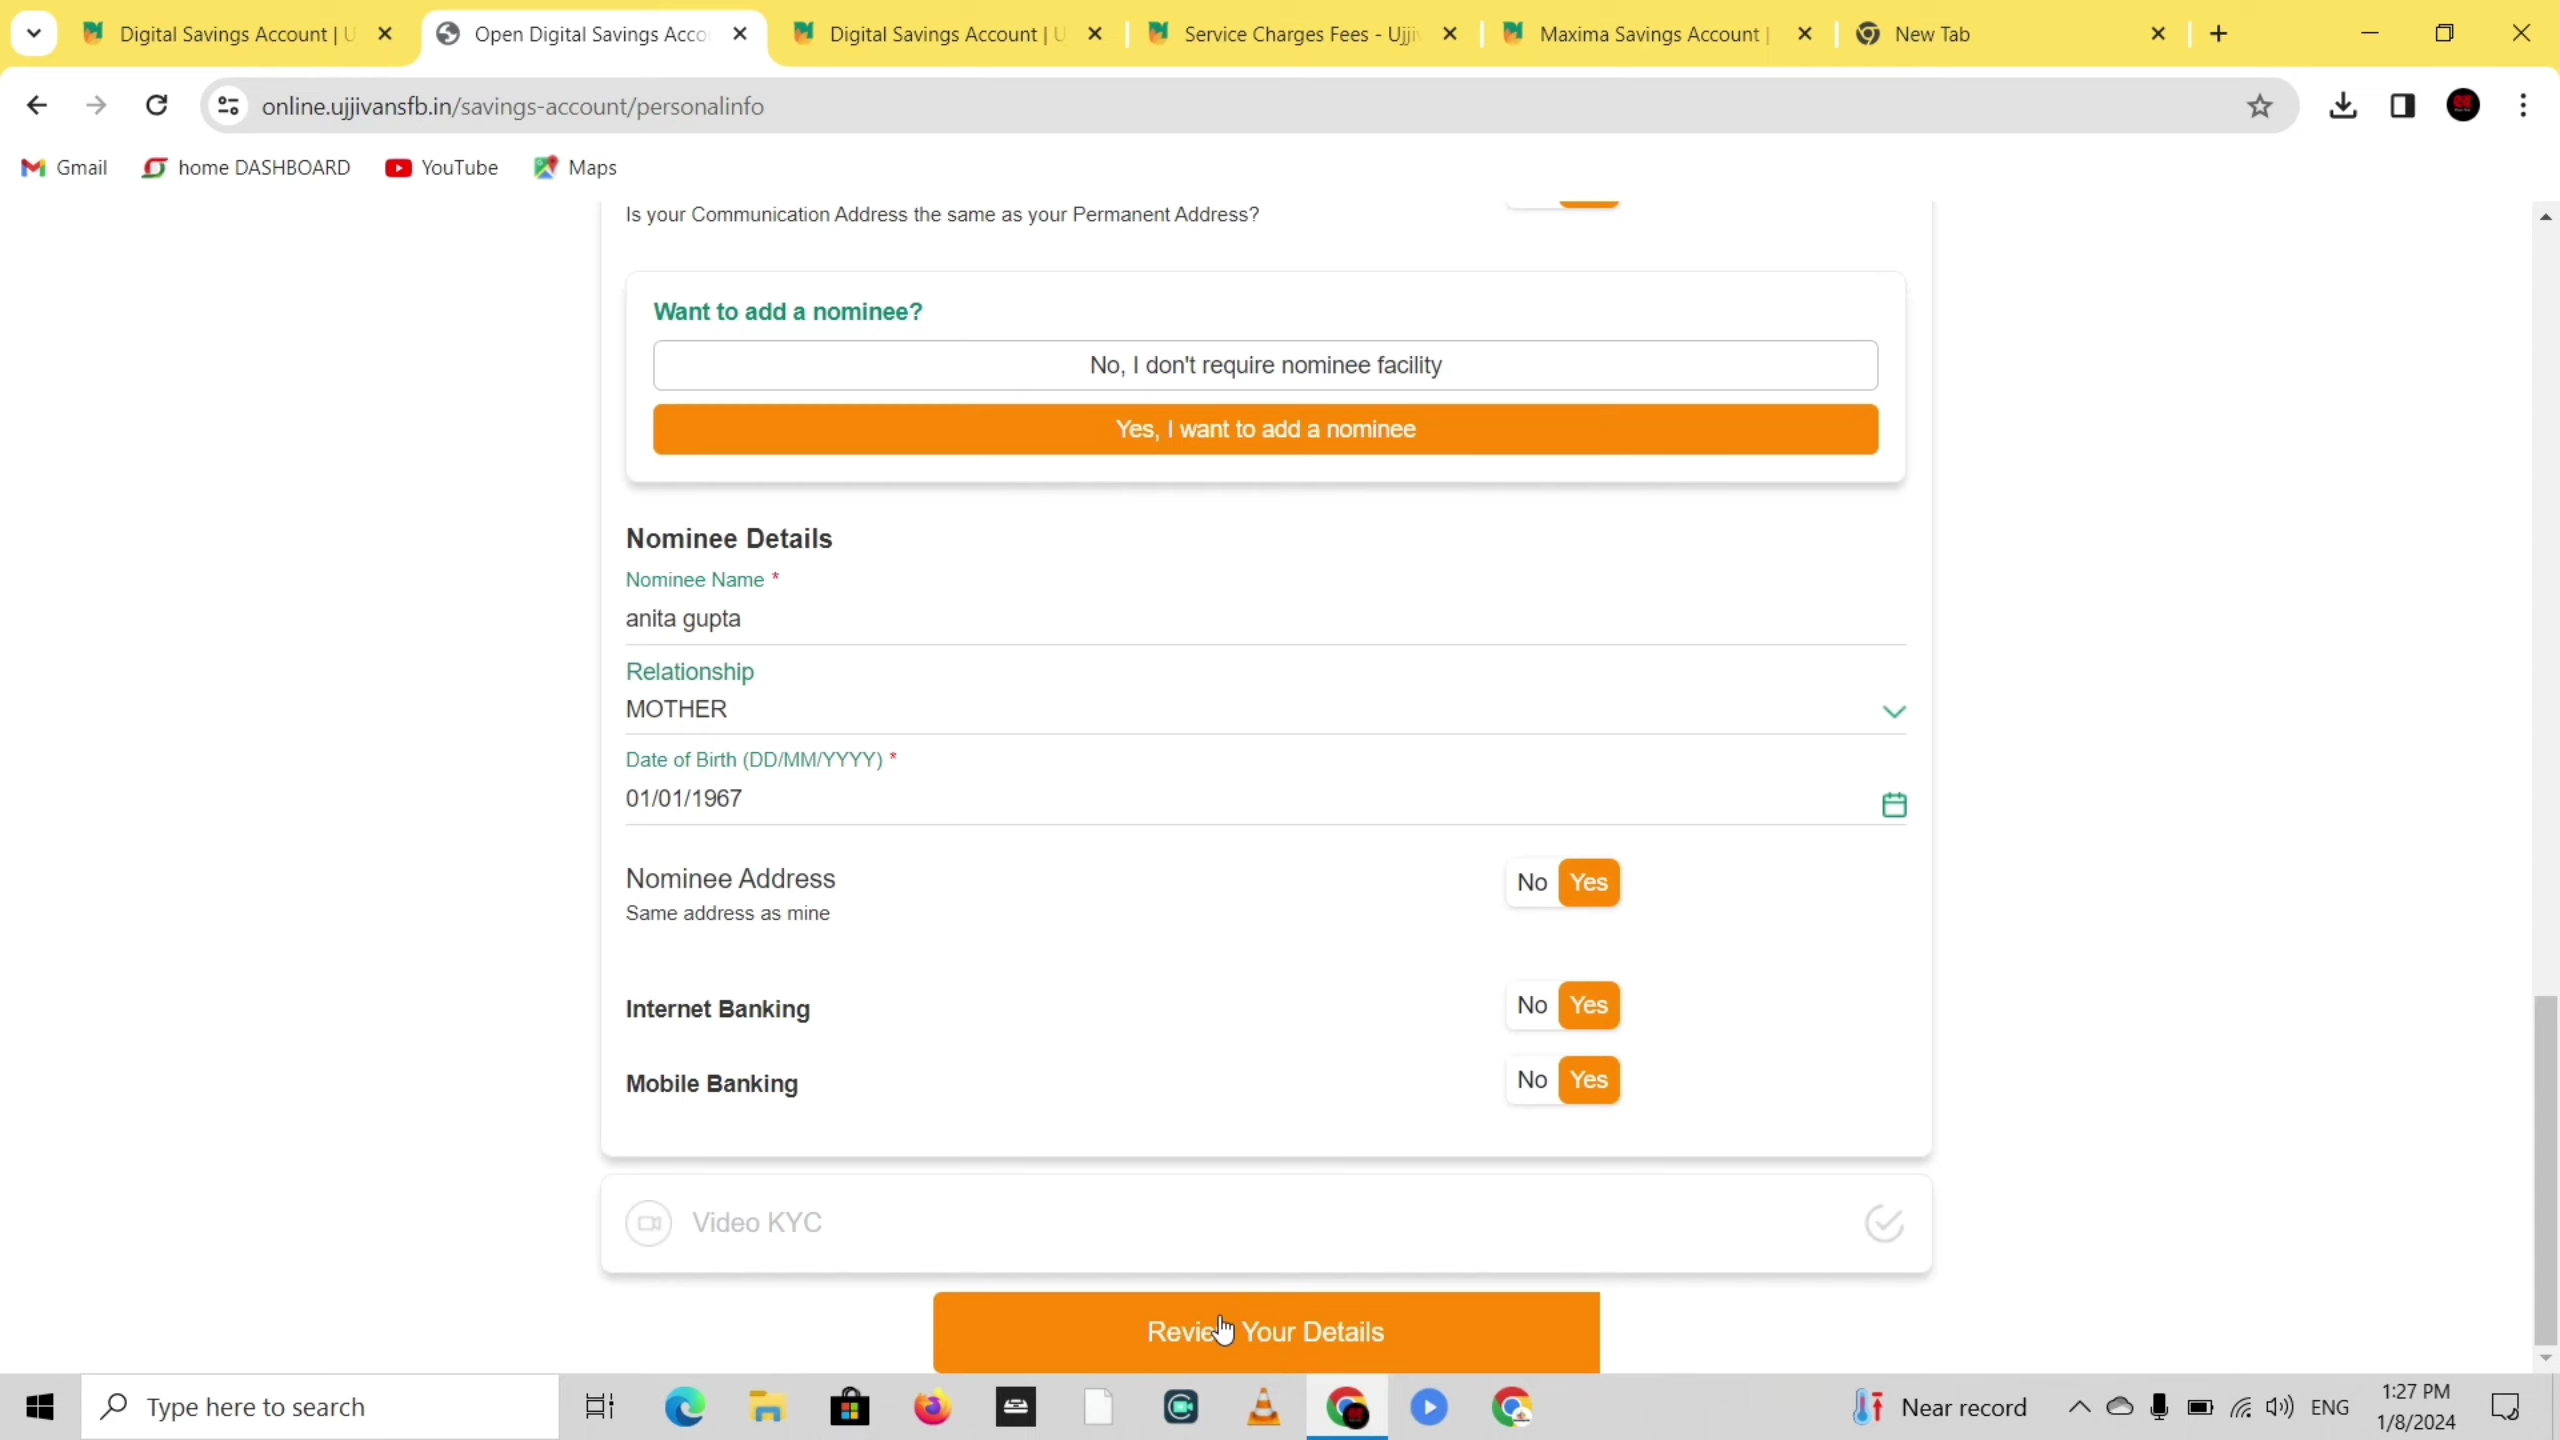 Digital Savings Account | U
Open Digital Savings Acco
Digital Savings Account | U
Service Charges Fees - Ujji
Maxima Savings Account |
New Tab
online.ujjivansfb.in/savings-account/personalinfo
Gmail
home DASHBOARD
YouTube
Maps
Is your Communication Address the same as your Permanent Address?
Want to add a nominee?
No, I don't require nominee facility
Yes, I want to add a nominee
Nominee Details
Nominee Name *
anita gupta
Relationship
MOTHER
Date of Birth (DD/MM/YYYY) *
01/01/1967
Nominee Address
No Yes
Same address as mine
Internet Banking
No Yes
Mobile Banking
No Yes
Video KYC
Review Your Details
Type here to search
Near record
ENG
1:27 PM
1/8/2024